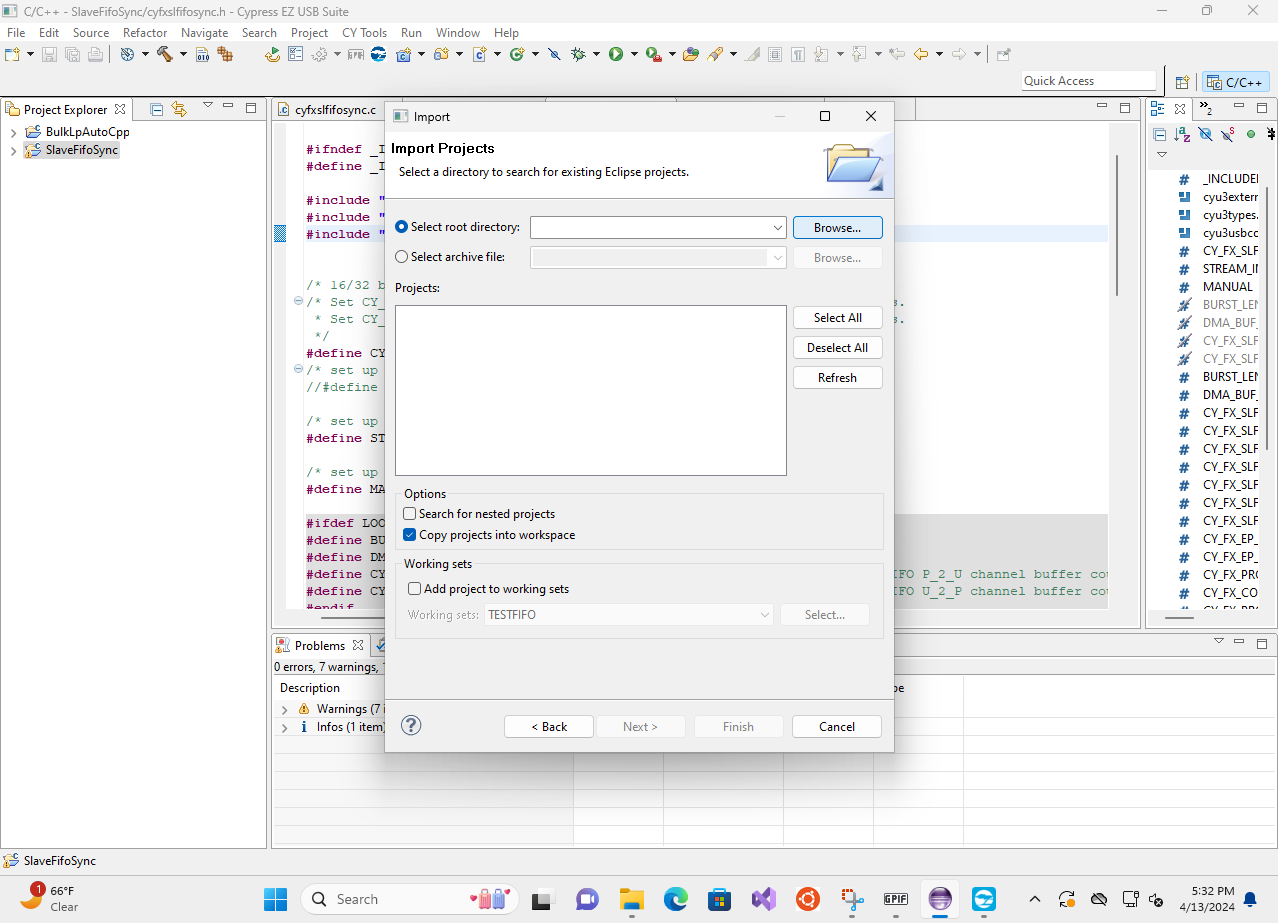 C/C++ - SlaveFifoSync/cyfxslfifosync.h - Cypress EZ USB Suite
File Edit Source Refactor Navigate Search Project CY Tools Run Window Help
Quick Access
C/C++
Project Explorer
BulkLpAutoCpp
SlaveFifoSync
cyfxslfifosync.c
#ifndef _I
#define _I
#include "
#include "
#include "
/* 16/32 b
/* Set CY_
s.
* Set CY_
s.
*/
#define CY
/* set up
//#define
/* set up
#define ST
/* set up
#define MA
#ifdef LOO
#define BU
#define DM
#define CY
IFO P_2_U channel buffer cou
#define CY
IFO U_2_P channel buffer cou
#endif
Import
Import Projects
Select a directory to search for existing Eclipse projects.
Select root directory:
Browse...
Select archive file:
Browse...
Projects:
Select All
Deselect All
Refresh
Options
Search for nested projects
Copy projects into workspace
Working sets
Add project to working sets
Working sets:
TESTFIFO
Select...
< Back
Next >
Finish
Cancel
_INCLUDE
cyu3extern
cyu3types.
cyu3usbcc
CY_FX_SLF
STREAM_IN
MANUAL
BURST_LEN
DMA_BUF_
CY_FX_SLF
CY_FX_SLF
BURST_LEN
DMA_BUF_
CY_FX_SLF
CY_FX_SLF
CY_FX_SLF
CY_FX_SLF
CY_FX_SLF
CY_FX_SLF
CY_FX_SLF
CY_FX_EP_
CY_FX_EP_
CY_FX_PRO
CY_FX_CO
CY_FX_PRO
Problems
0 errors, 7 warnings,
Description
pe
Warnings (7 i
Infos (1 item)
SlaveFifoSync
1
66°F
Clear
Search
GPIF
5:32 PM
4/13/2024